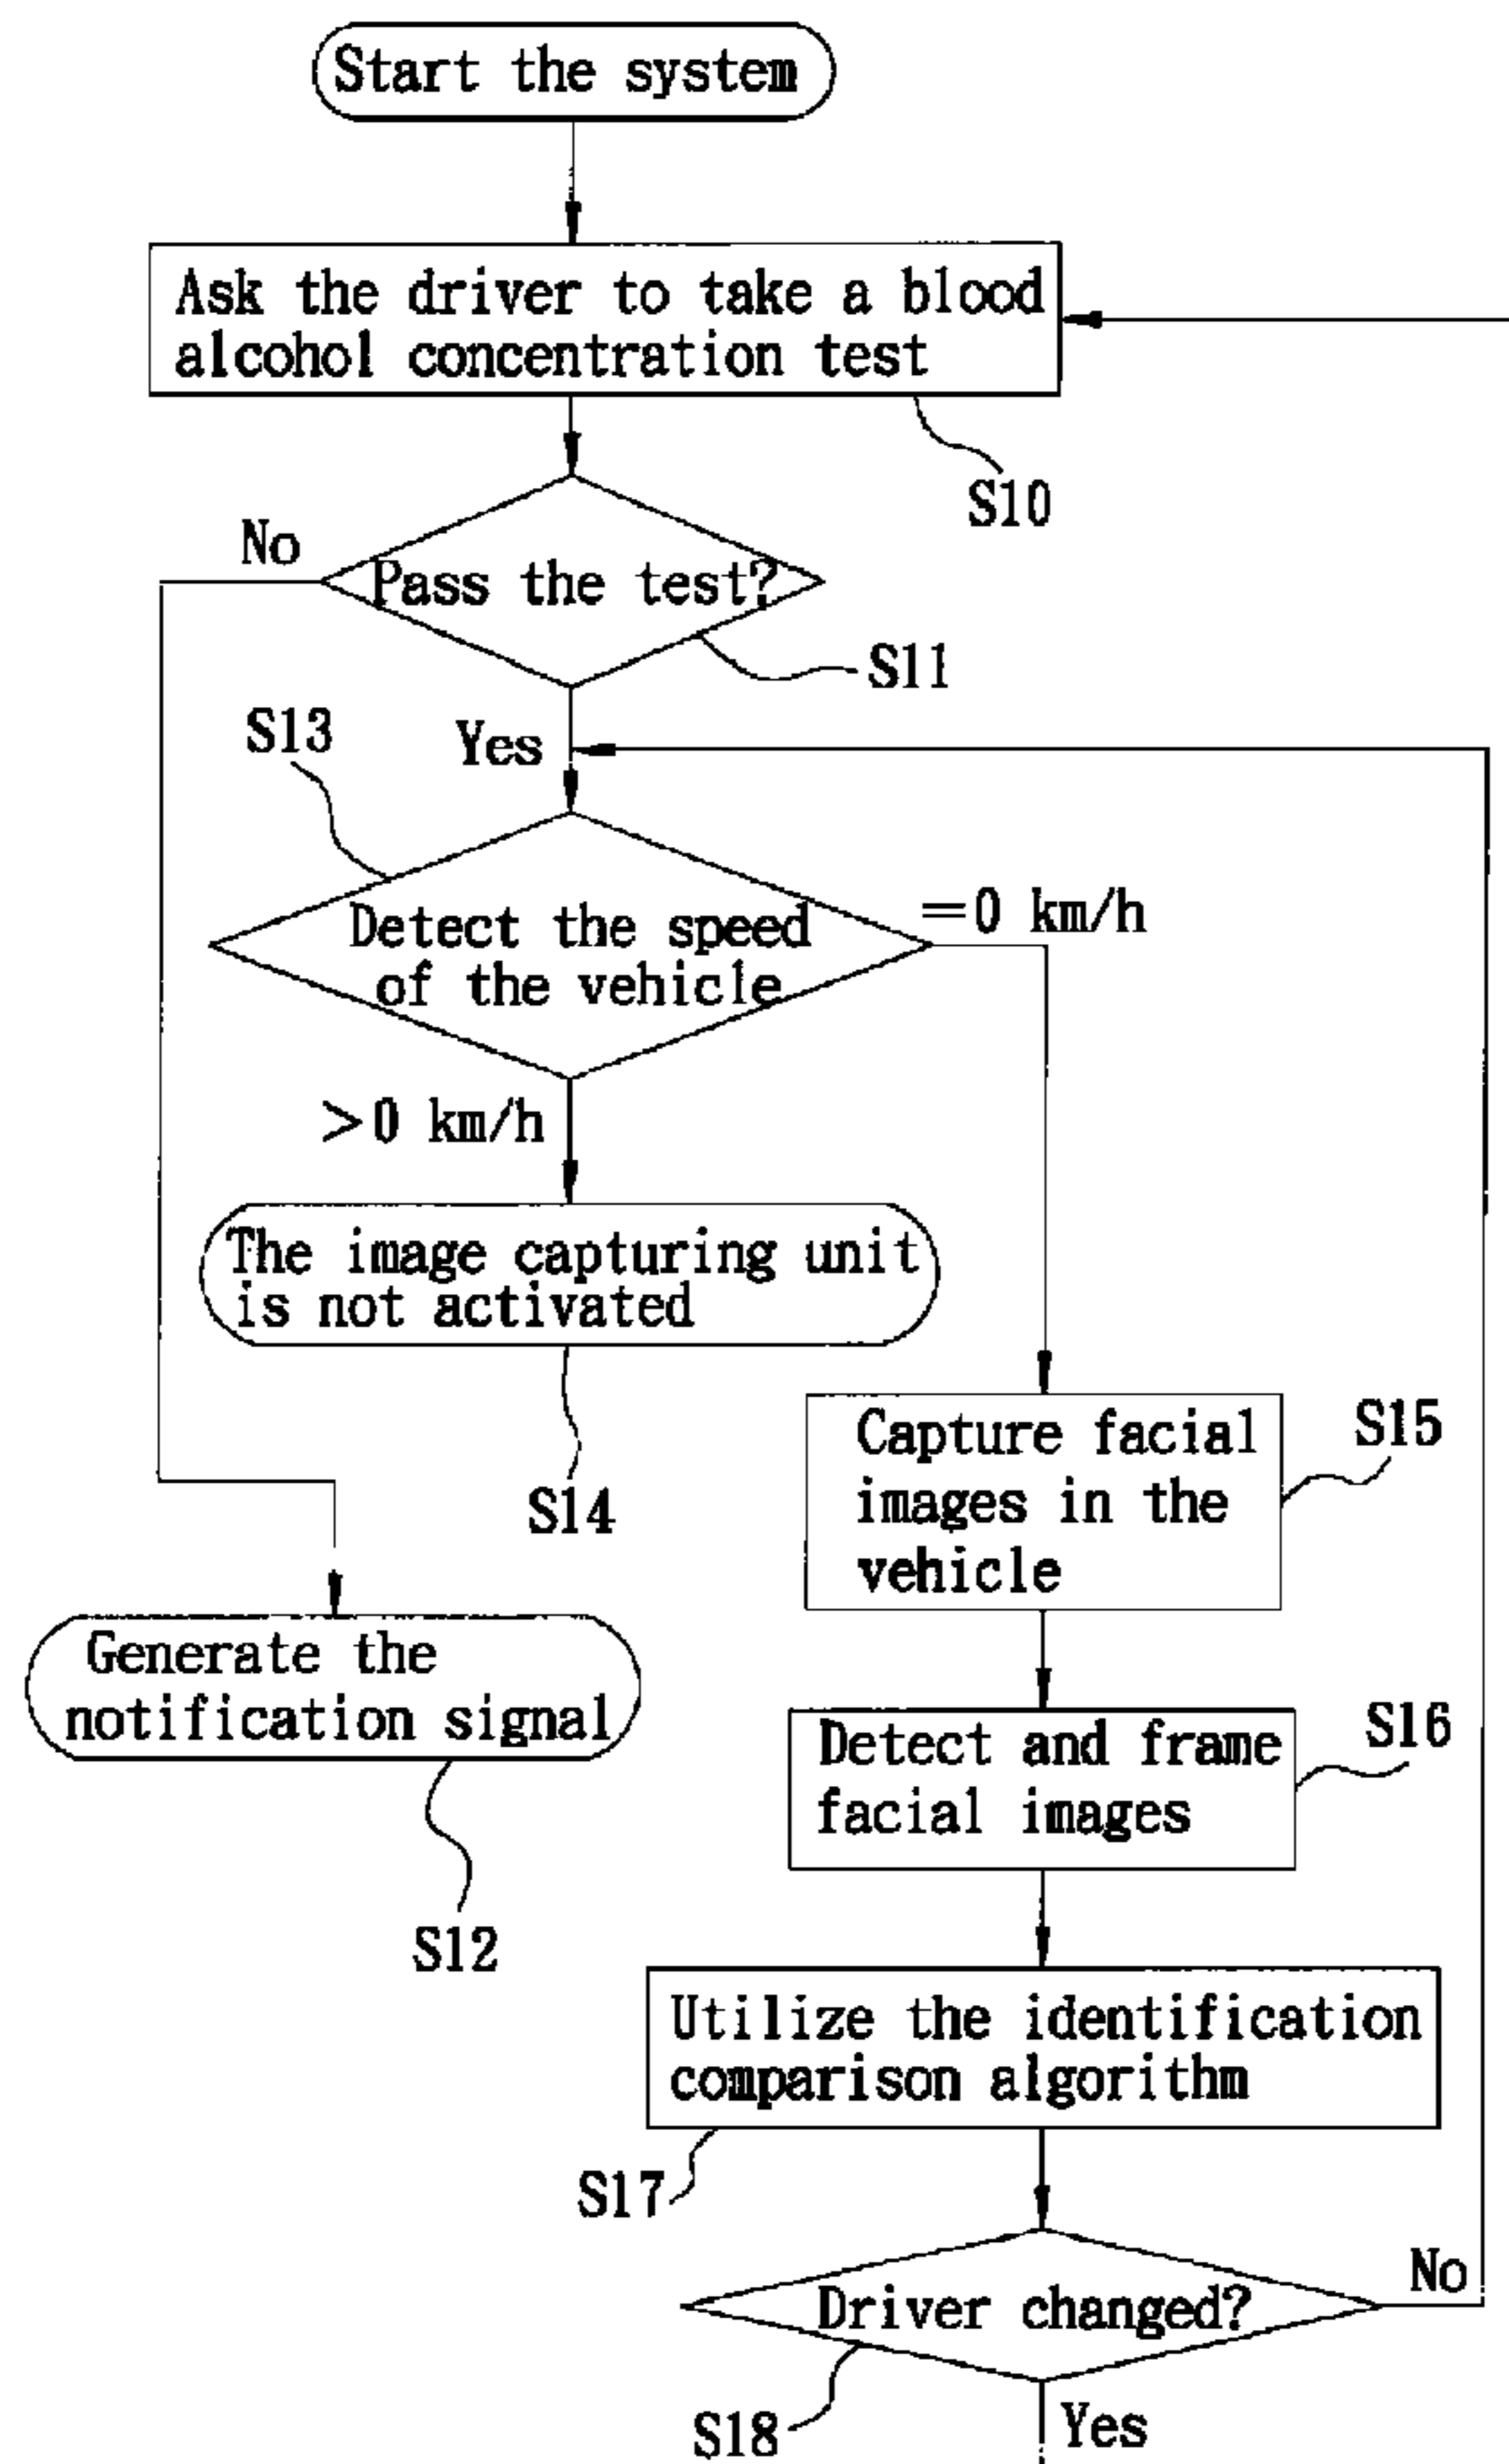 Start the system
Ask the driver to take a blood
alcohol concentration test
S10
No
Pass the test?
S11
S13
Yes
Detect the speed
of the vehicle
=0 km/h
>0 km/h
The image capturing unit
is not activated
S14
Capture facial
images in the
vehicle
S15
Generate the
notification signal
S12
Detect and frame
facial images
S16
Utilize the identification
comparison algorithm
S17
Driver changed?
No
S18
Yes